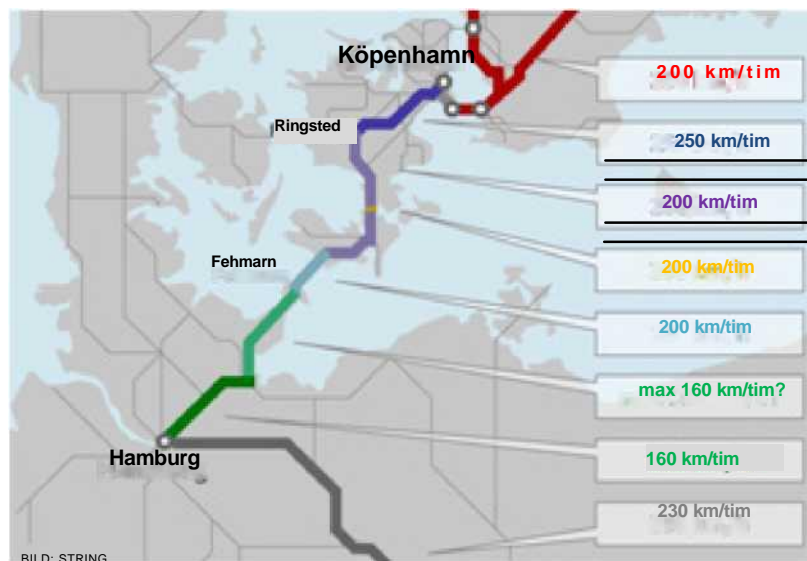 Köpenhamn
200 km/tim
Ringsted
250 km/tim
200 km/tim
Fehmarn
200 km/tim
200 km/tim
max 160 km/tim?
Hamburg
160 km/tim
230 km/tim
BILD: STRING